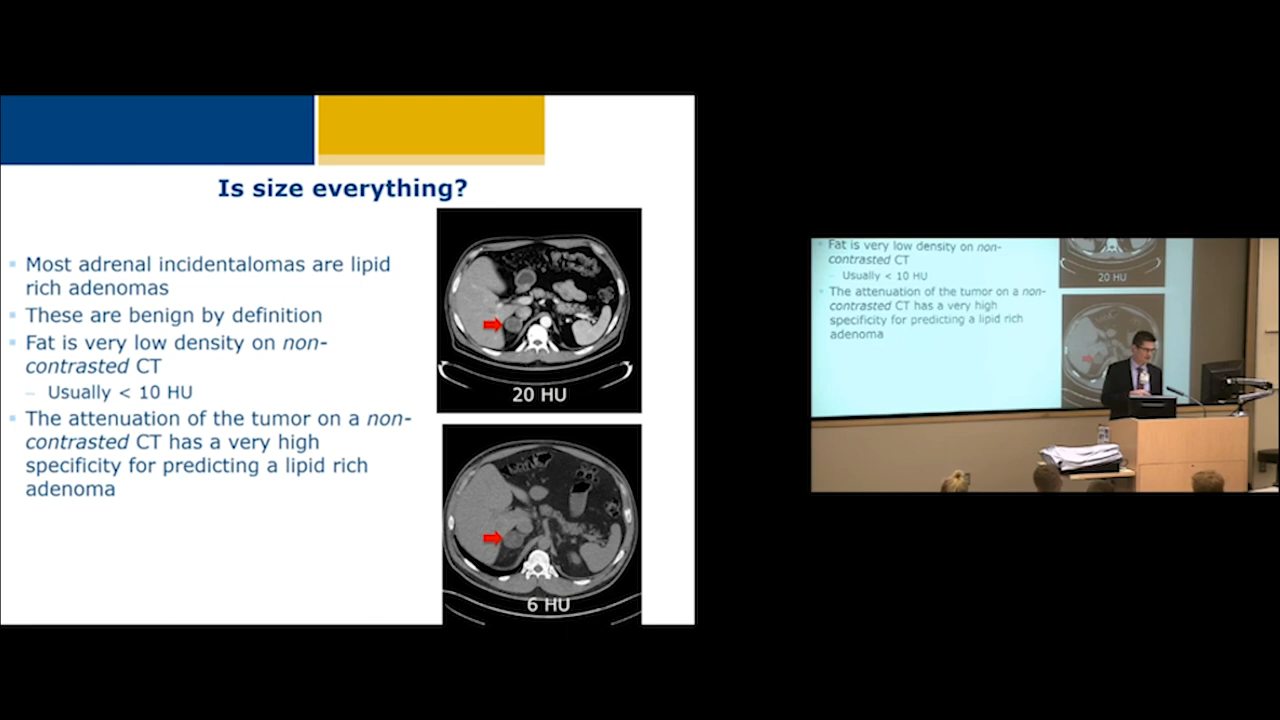 Is size everything?
Most adrenal incidentalomas are lipid
rich adenomas
These are benign by definition
Fat is very low density on non-
contrasted CT
– Usually < 10 HU
The attenuation of the tumor on a non-
contrasted CT has a very high
specificity for predicting a lipid rich
adenoma
20 HU
6 HU
Fat is very low density on non-
contrasted CT
– Usually < 10 HU
The attenuation of the tumor on a non-
contrasted CT has a very high
specificity for predicting a lipid rich
adenoma
20 HU